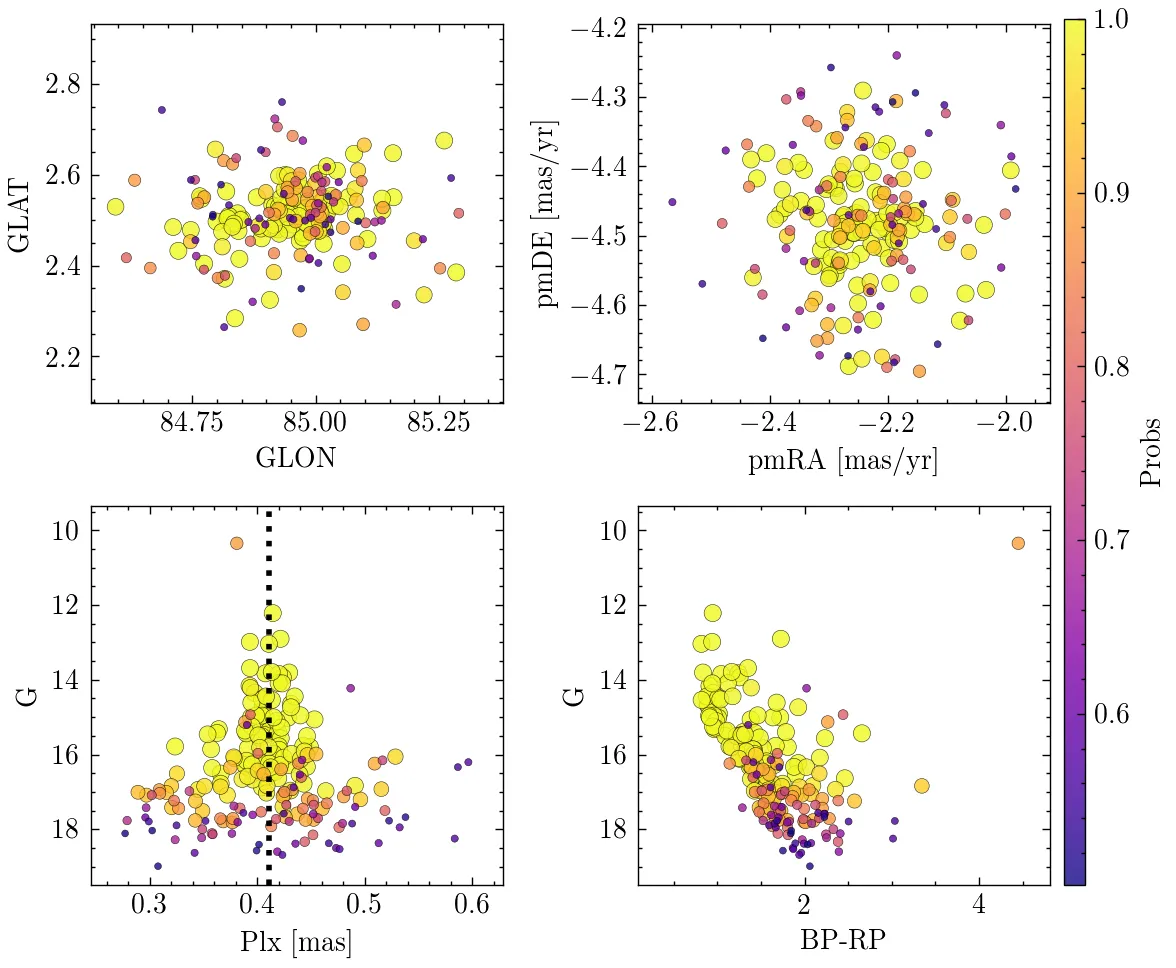 2.8
2.6
2.4
2.2
GLAT
84.75 85.00 85.25
GLON
−4.2
−4.3
−4.4
−4.5
−4.6
−4.7
pmDE [mas/yr]
−2.6 −2.4 −2.2 −2.0
pmRA [mas/yr]
10
12
14
16
18
G
0.3 0.4 0.5 0.6
Plx [mas]
10
12
14
16
18
G
2 4
BP-RP
1.0
0.9
0.8
0.7
0.6
Probs